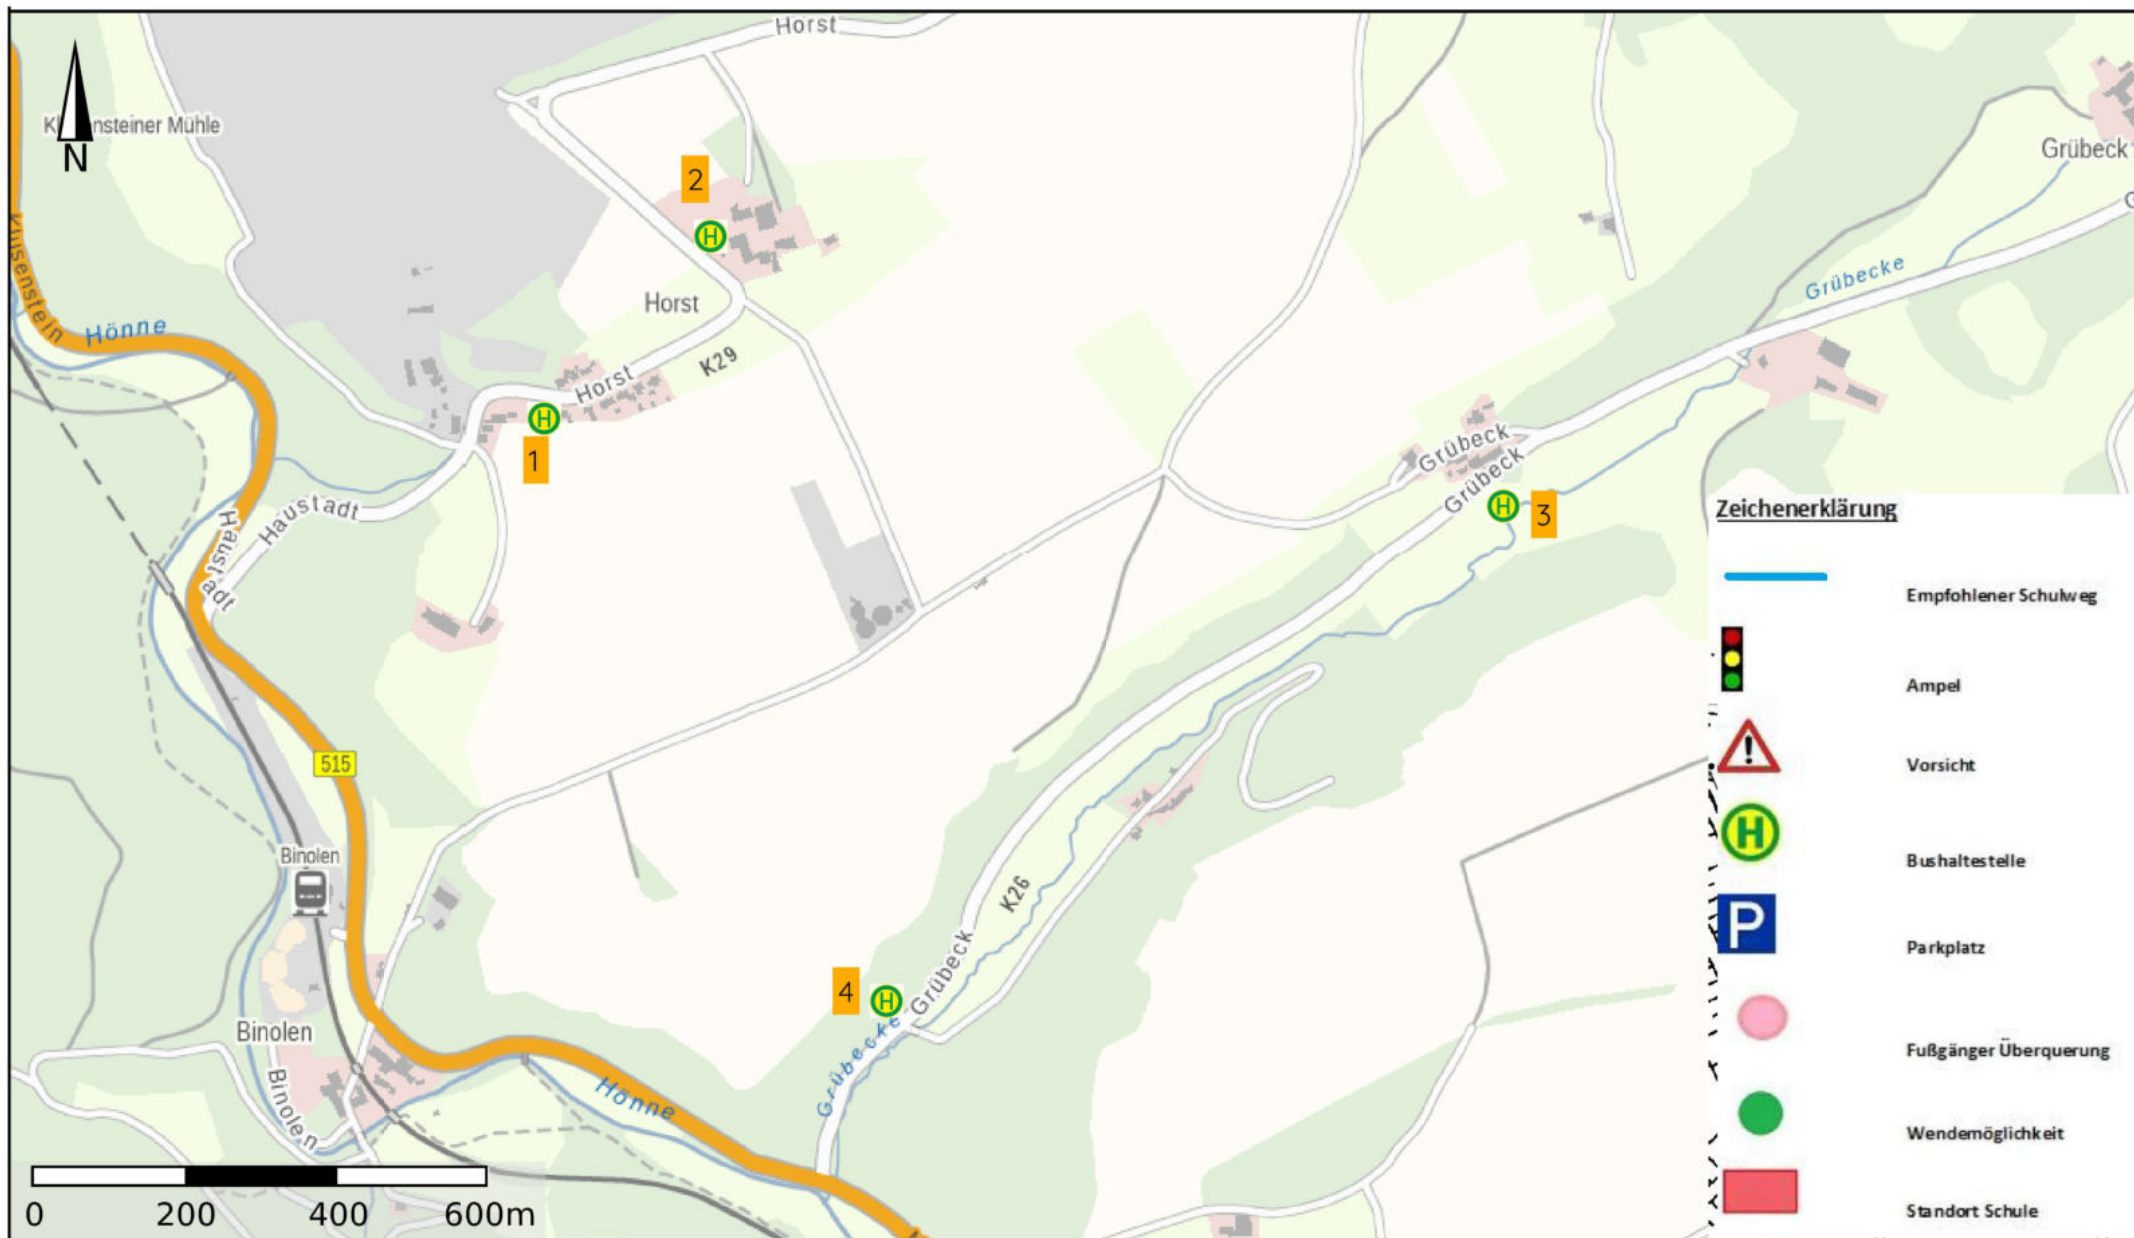 Horst
Klusensteiner Mühle
N
Grübeck
2
H
Klusenstein
Hönne
Horst
Grübecke
K29
Horst
H
1
Grübeck
Grübeck
H
3
Haustadt
Haustadt
515
Binolen
K26
4
H
Grübeck
Grübecke
Binolen
Binolen
Hönne
0 200 400 600m
Zeichenerklärung
Empfohlener Schulweg
Ampel
Vorsicht
H
Bushaltestelle
P
Parkplatz
Fußgänger Überquerung
Wendemöglichkeit
Standort Schule